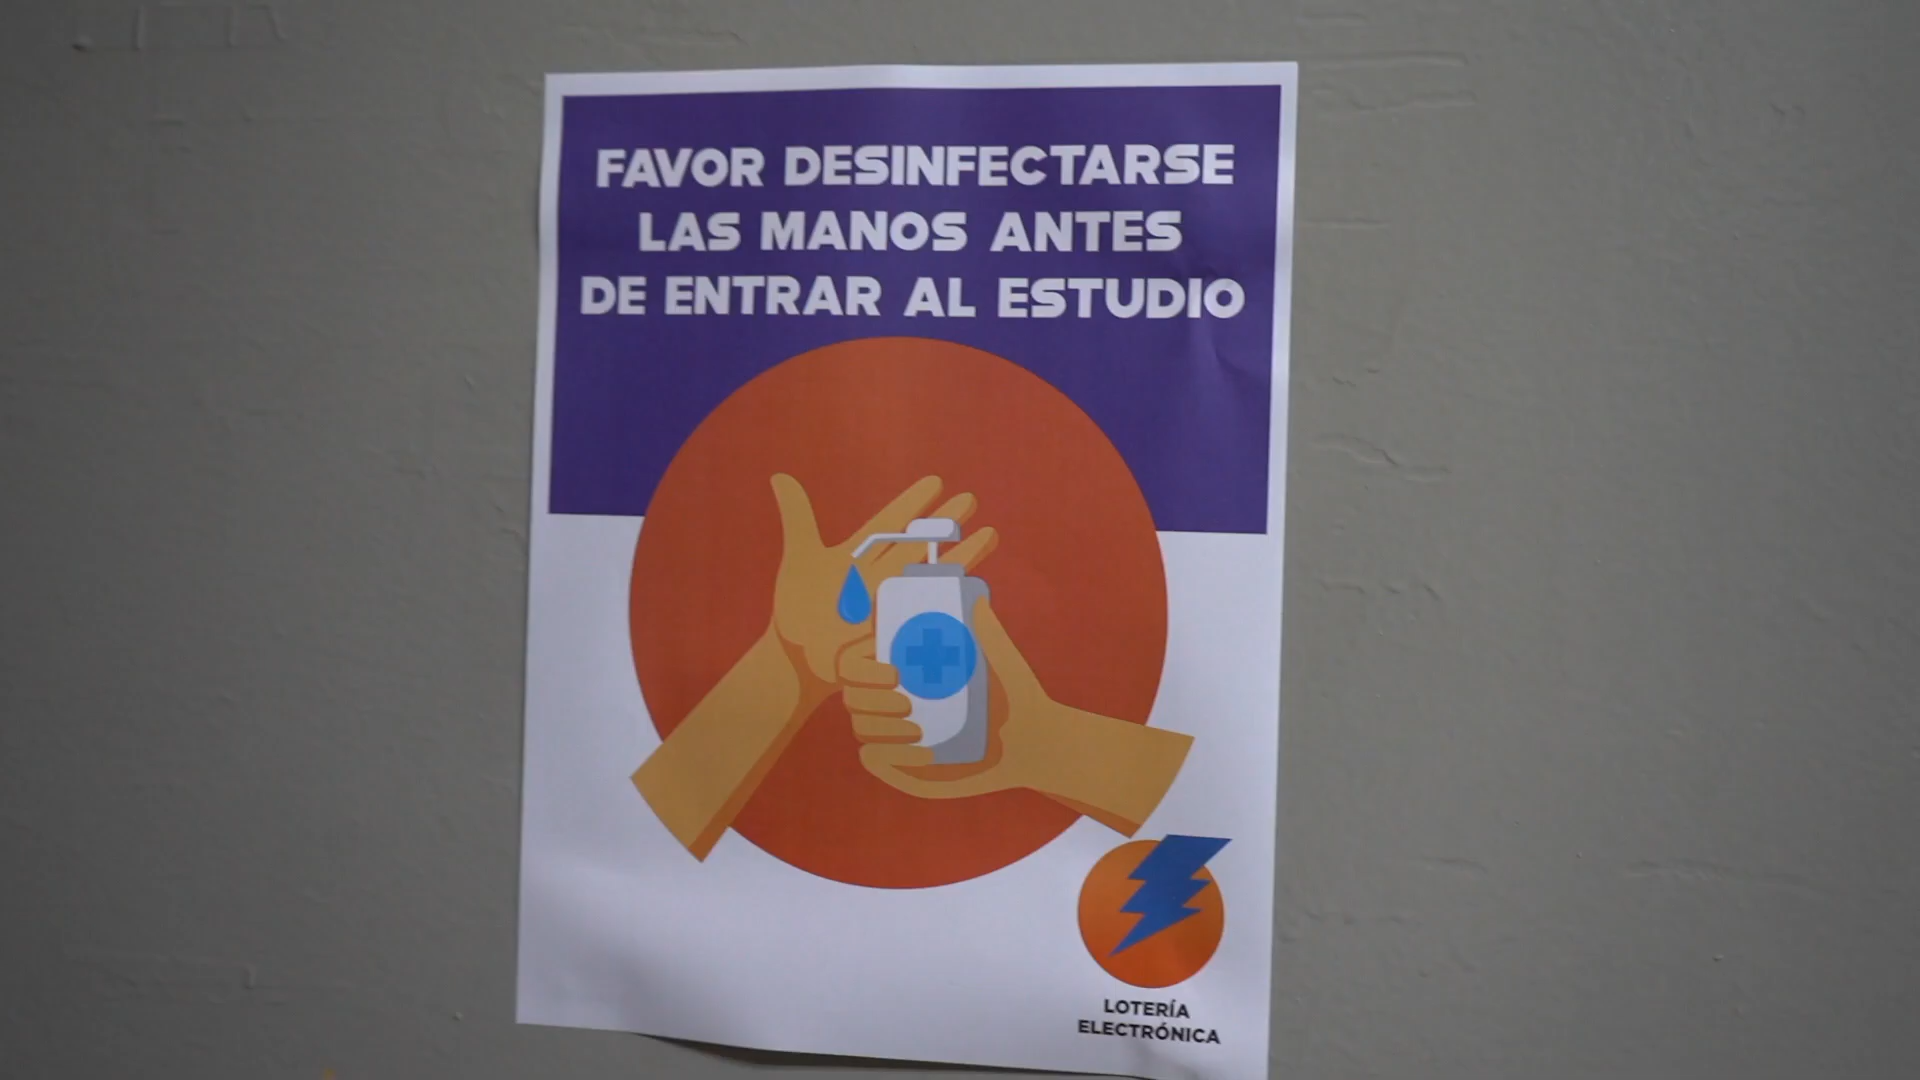 FAVOR DESINFECTARSE
LAS MANOS ANTES
DE ENTRAR AL ESTUDIO
LOTERÍA
ELECTRÓNICA